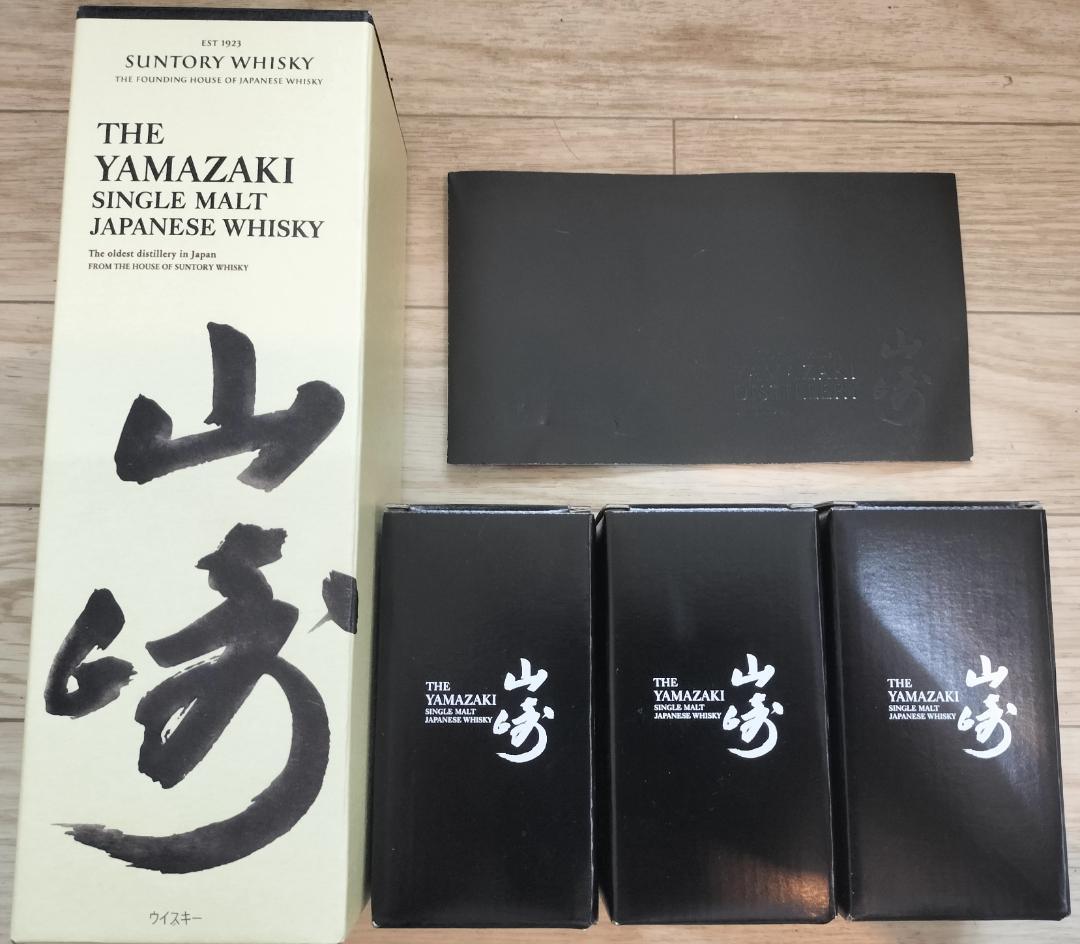 EST 1923
SUNTORY WHISKY
THE FOUNDING HOUSE OF JAPANESE WHISKY
THE
YAMAZAKI
SINGLE MALT
JAPANESE WHISKY
The oldest distillery in Japan
FROM THE HOUSE OF SUNTORY WHISKY
山
崎
ウイスキー
YAMAZAKI
DISTILLERY
山
崎
THE
YAMAZAKI
SINGLE MALT
JAPANESE WHISKY
山
崎
THE
YAMAZAKI
SINGLE MALT
JAPANESE WHISKY
山
崎
THE
YAMAZAKI
SINGLE MALT
JAPANESE WHISKY
山
崎